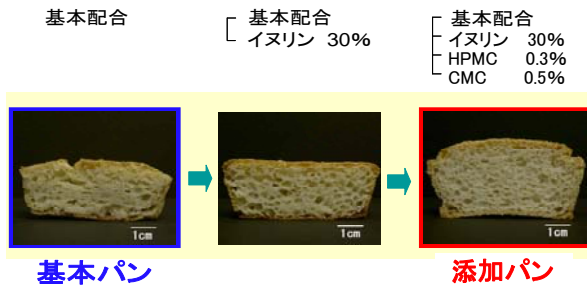 基本配合
基本配合
イヌリン 30%
基本配合
イヌリン 30%
HPMC 0.3%
CMC 0.5%
1cm
1cm
1cm
基本パン
添加パン